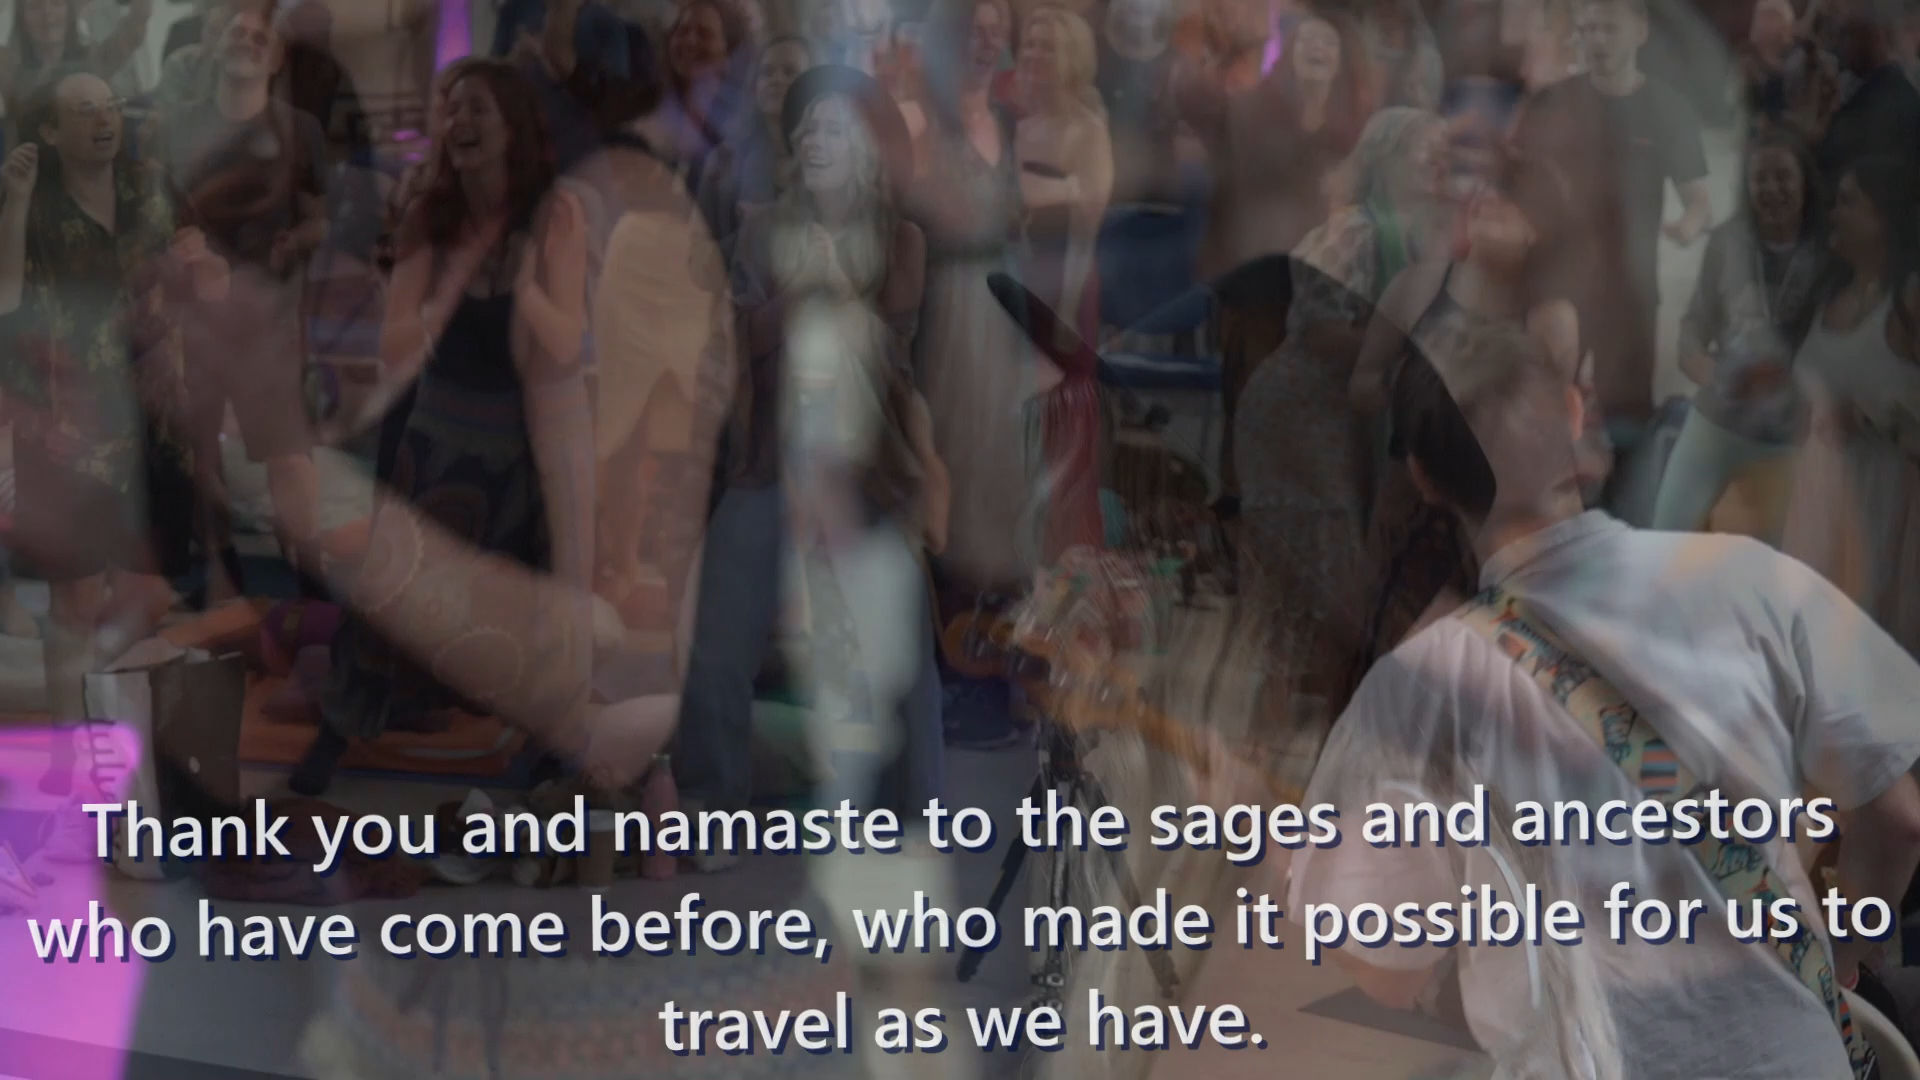 Thank you and namaste to the sages and ancestors
who have come before, who made it possible for us to
travel as we have.